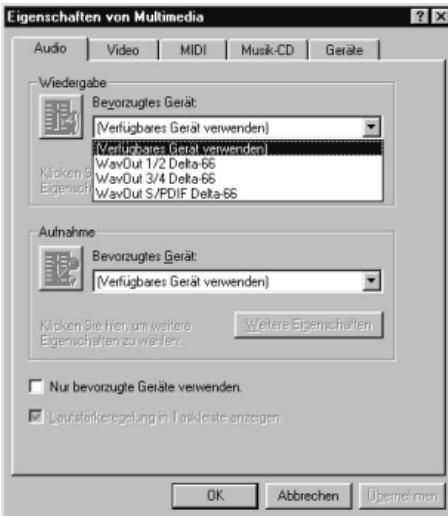 Eigenschaften von Multimedia
Audio
Video
MIDI
Musik-CD
Geräte
Wiedergabe
Bevorzugtes Gerät:
(Verfügbares Gerät verwenden)
(Verfügbares Gerät verwenden)
WavOut 1/2 Delta-66
WavOut 3/4 Delta-66
WavOut S/PDIF Delta-66
Klicken S
Eigensch
Aufnahme
Bevorzugtes Gerät:
(Verfügbares Gerät verwenden)
Klicken Sie hier, um weitere
Eigenschaften zu wählen.
Weitere Eigenschaften
Nur bevorzugte Geräte verwenden.
Lautstärkeregelung in Taskleiste anzeigen.
OK
Abbrechen
Übernehmen